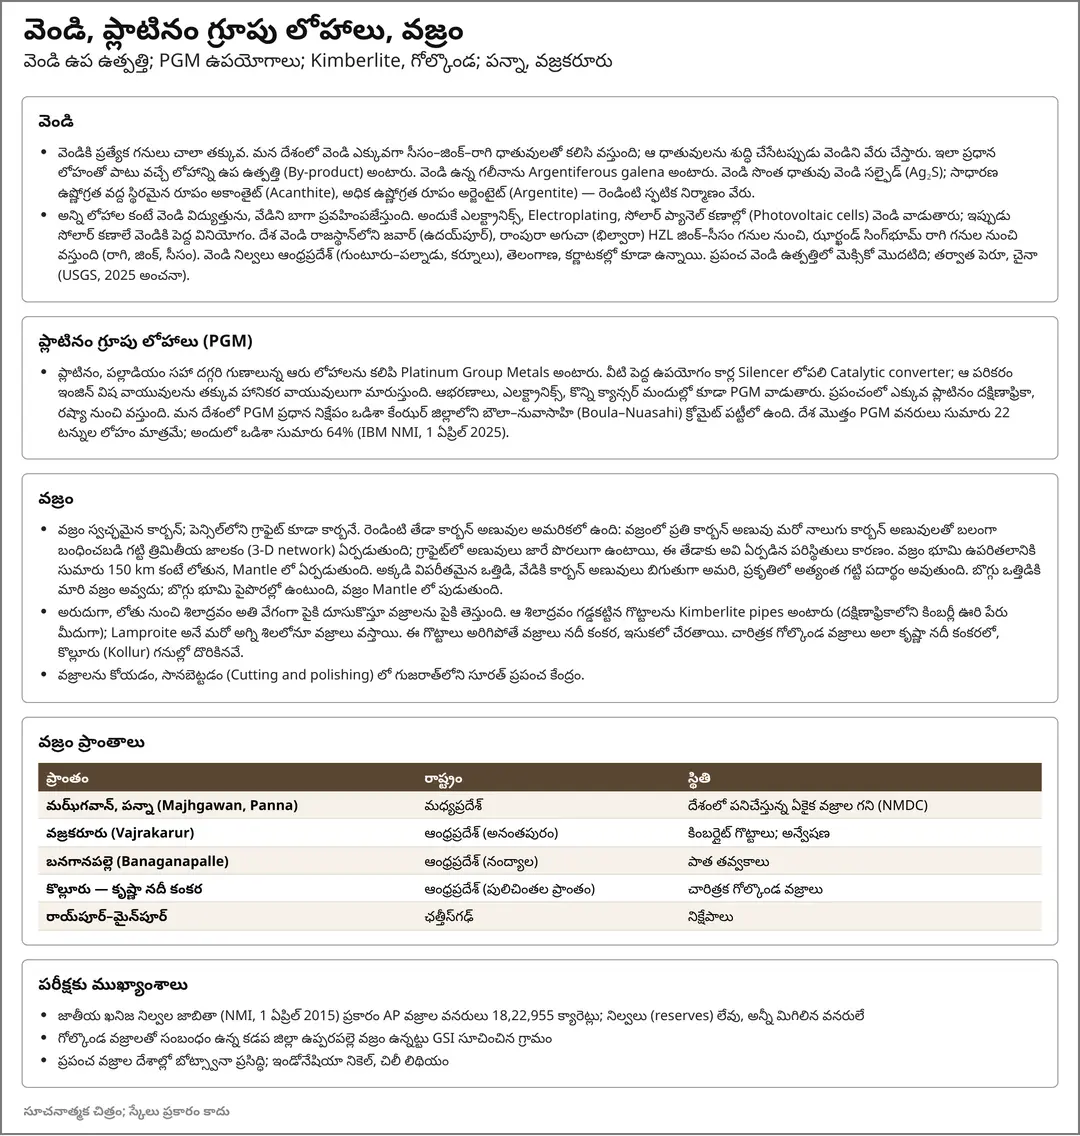 వెండి, ప్లాటినం గ్రూపు లోహాలు, వజ్రం
వెండి ఉప ఉత్పత్తి; PGM ఉపయోగాలు; Kimberlite, గోల్కొండ; పన్నా, వజ్రకరూరు
వెండి
• వెండికి ప్రత్యేక గనులు చాలా తక్కువ. మన దేశంలో వెండి ఎక్కువగా సీసం–జింక్–రాగి ధాతువులతో కలిసి వస్తుంది; ఆ ధాతువులను శుద్ధి చేసేటప్పుడు వెండిని వేరు చేస్తారు. ఇలా ప్రధాన
లోహంతో పాటు వచ్చే లోహాన్ని ఉప ఉత్పత్తి (By-product) అంటారు. వెండి ఉన్న గలీనాను Argentiferous galena అంటారు. వెండి సొంత ధాతువు వెండి సల్ఫైడ్ (Ag₂S); సాధారణ
ఉష్ణోగ్రత వద్ద స్థిరమైన రూపం అకాంతైట్ (Acanthite), అధిక ఉష్ణోగ్రత రూపం అర్జెంటైట్ (Argentite) — రెండింటి స్ఫటిక నిర్మాణం వేరు.
• అన్ని లోహాల కంటే వెండి విద్యుత్తును, వేడిని బాగా ప్రవహింపజేస్తుంది. అందుకే ఎలక్ట్రానిక్స్, Electroplating, సోలార్ ప్యానెల్ కణాల్లో (Photovoltaic cells) వెండి వాడుతారు; ఇప్పుడు
సోలార్ కణాలే వెండికి పెద్ద వినియోగం. దేశ వెండి రాజస్థాన్‌లోని జవార్ (ఉదయ్‌పూర్), రాంపురా అగుచా (భిల్వారా) HZL జింక్–సీసం గనుల నుంచి, ఝార్ఖండ్ సింగ్‌భూమ్ రాగి గనుల నుంచి
వస్తుంది (రాగి, జింక్, సీసం). వెండి నిల్వలు ఆంధ్రప్రదేశ్ (గుంటూరు–పల్నాడు, కర్నూలు), తెలంగాణ, కర్ణాటకల్లో కూడా ఉన్నాయి. ప్రపంచ వెండి ఉత్పత్తిలో మెక్సికో మొదటిది; తర్వాత పెరూ, చైనా
(USGS, 2025 అంచనా).
ప్లాటినం గ్రూపు లోహాలు (PGM)
• ప్లాటినం, పల్లాడియం సహా దగ్గరి గుణాలున్న ఆరు లోహాలను కలిపి Platinum Group Metals అంటారు. వీటి పెద్ద ఉపయోగం కార్ల Silencer లోపలి Catalytic converter; ఆ పరికరం
ఇంజిన్ విష వాయువులను తక్కువ హానికర వాయువులుగా మారుస్తుంది. ఆభరణాలు, ఎలక్ట్రానిక్స్, కొన్ని క్యాన్సర్ మందుల్లో కూడా PGM వాడుతారు. ప్రపంచంలో ఎక్కువ ప్లాటినం దక్షిణాఫ్రికా,
రష్యా నుంచి వస్తుంది. మన దేశంలో PGM ప్రధాన నిక్షేపం ఒడిశా కేంఝర్ జిల్లాలోని బౌలా–నువాసాహి (Boula–Nuasahi) క్రోమైట్ పట్టీలో ఉంది. దేశ మొత్తం PGM వనరులు సుమారు 22
టన్నుల లోహం మాత్రమే; అందులో ఒడిశా సుమారు 64% (IBM NMI, 1 ఏప్రిల్ 2025).
వజ్రం
• వజ్రం స్వచ్ఛమైన కార్బన్; పెన్సిల్‌లోని గ్రాఫైట్ కూడా కార్బనే. రెండింటి తేడా కార్బన్ అణువుల అమరికలో ఉంది: వజ్రంలో ప్రతి కార్బన్ అణువు మరో నాలుగు కార్బన్ అణువులతో బలంగా
బంధించబడి గట్టి త్రిమితీయ జాలకం (3-D network) ఏర్పడుతుంది; గ్రాఫైట్‌లో అణువులు జారే పొరలుగా ఉంటాయి, ఈ తేడాకు అవి ఏర్పడిన పరిస్థితులు కారణం. వజ్రం భూమి ఉపరితలానికి
సుమారు 150 km కంటే లోతున, Mantle లో ఏర్పడుతుంది. అక్కడి విపరీతమైన ఒత్తిడి, వేడికి కార్బన్ అణువులు బిగుతుగా అమరి, ప్రకృతిలో అత్యంత గట్టి పదార్థం అవుతుంది. బొగ్గు ఒత్తిడికి
మారి వజ్రం అవ్వదు; బొగ్గు భూమి పైపొరల్లో ఉంటుంది, వజ్రం Mantle లో పుడుతుంది.
• అరుదుగా, లోతు నుంచి శిలాద్రవం అతి వేగంగా పైకి దూసుకొస్తూ వజ్రాలను పైకి తెస్తుంది. ఆ శిలాద్రవం గడ్డకట్టిన గొట్టాలను Kimberlite pipes అంటారు (దక్షిణాఫ్రికాలోని కింబర్లీ ఊరి పేరు
మీదుగా); Lamproite అనే మరో అగ్ని శిలలోనూ వజ్రాలు వస్తాయి. ఈ గొట్టాలు అరిగిపోతే వజ్రాలు నదీ కంకర, ఇసుకలో చేరతాయి. చారిత్రక గోల్కొండ వజ్రాలు అలా కృష్ణా నదీ కంకరలో,
కొల్లూరు (Kollur) గనుల్లో దొరికినవే.
• వజ్రాలను కోయడం, సానబెట్టడం (Cutting and polishing) లో గుజరాత్‌లోని సూరత్ ప్రపంచ కేంద్రం.
వజ్రం ప్రాంతాలు
ప్రాంతం రాష్ట్రం స్థితి
మఝ్‌గవాన్, పన్నా (Majhgawan, Panna) మధ్యప్రదేశ్ దేశంలో పనిచేస్తున్న ఏకైక వజ్రాల గని (NMDC)
వజ్రకరూరు (Vajrakarur) ఆంధ్రప్రదేశ్ (అనంతపురం) కింబర్లైట్ గొట్టాలు; అన్వేషణ
బనగానపల్లె (Banaganapalle) ఆంధ్రప్రదేశ్ (నంద్యాల) పాత తవ్వకాలు
కొల్లూరు — కృష్ణా నదీ కంకర ఆంధ్రప్రదేశ్ (పులిచింతల ప్రాంతం) చారిత్రక గోల్కొండ వజ్రాలు
రాయ్‌పూర్–మైన్‌పూర్ ఛత్తీస్‌గఢ్ నిక్షేపాలు
పరీక్షకు ముఖ్యాంశాలు
• జాతీయ ఖనిజ నిల్వల జాబితా (NMI, 1 ఏప్రిల్ 2015) ప్రకారం AP వజ్రాల వనరులు 18,22,955 క్యారెట్లు; నిల్వలు (reserves) లేవు, అన్నీ మిగిలిన వనరులే
• గోల్కొండ వజ్రాలతో సంబంధం ఉన్న కడప జిల్లా ఉప్పరపల్లె వజ్రం ఉన్నట్టు GSI సూచించిన గ్రామం
• ప్రపంచ వజ్రాల దేశాల్లో బోట్స్వానా ప్రసిద్ధి; ఇండోనేషియా నికెల్, చిలీ లిథియం
సూచనాత్మక చిత్రం; స్కేలు ప్రకారం కాదు